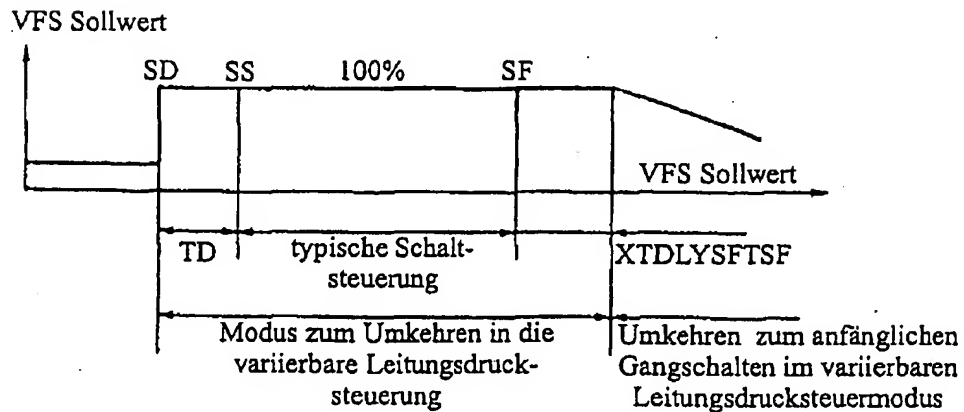 VFS Sollwert
SD SS 100% SF
VFS Sollwert
TD typische Schalt-
steuerung
XTDLYSFTSF
Modus zum Umkehren in die
variierbare Leitungsdruck-
steuerung
Umkehren zum anfänglichen
Gangschalten im variierbaren
Leitungsdrucksteuermodus